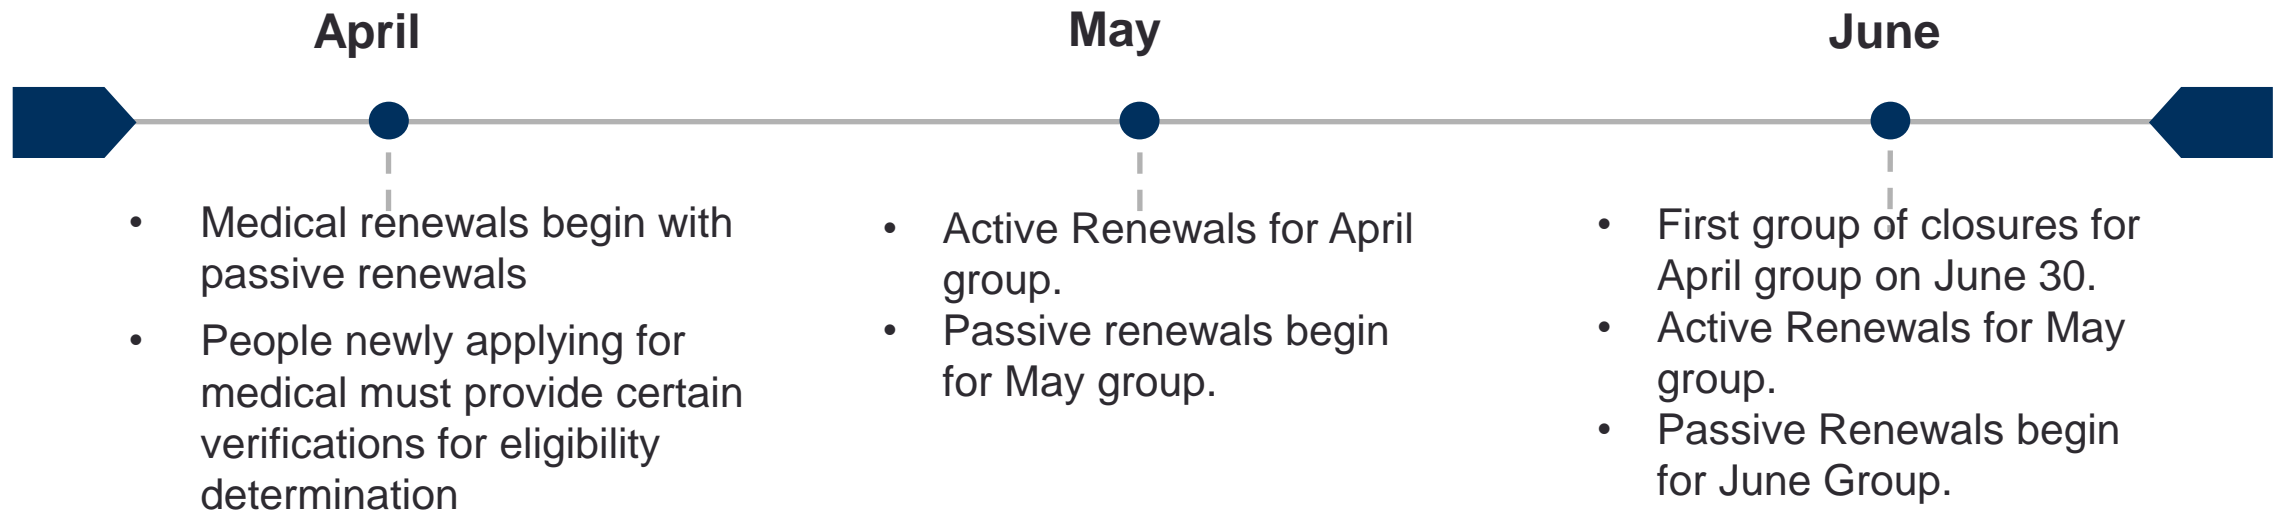 April
• Medical renewals begin with
passive renewals
• People newly applying for
medical must provide certain
verifications for eligibility
determination
May
• Active Renewals for April
group.
• Passive renewals begin
for May group.
June
• First group of closures for
April group on June 30.
• Active Renewals for May
group.
• Passive Renewals begin
for June Group.